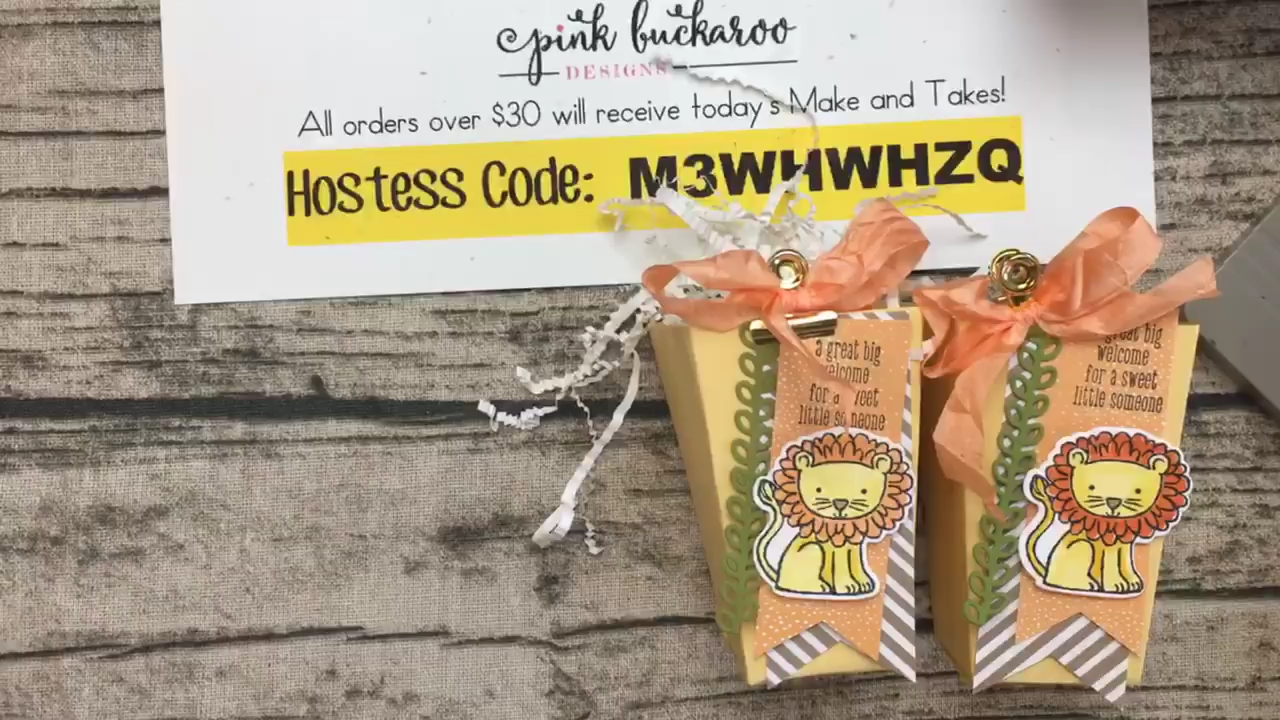 pink buckaroo
DESIGNS
All orders over $30 will receive today's Make and Takes!
Hostess Code: M3WHWHZQ
a great big
welcome
for a sweet
little someone
great big
welcome
for a sweet
little someone